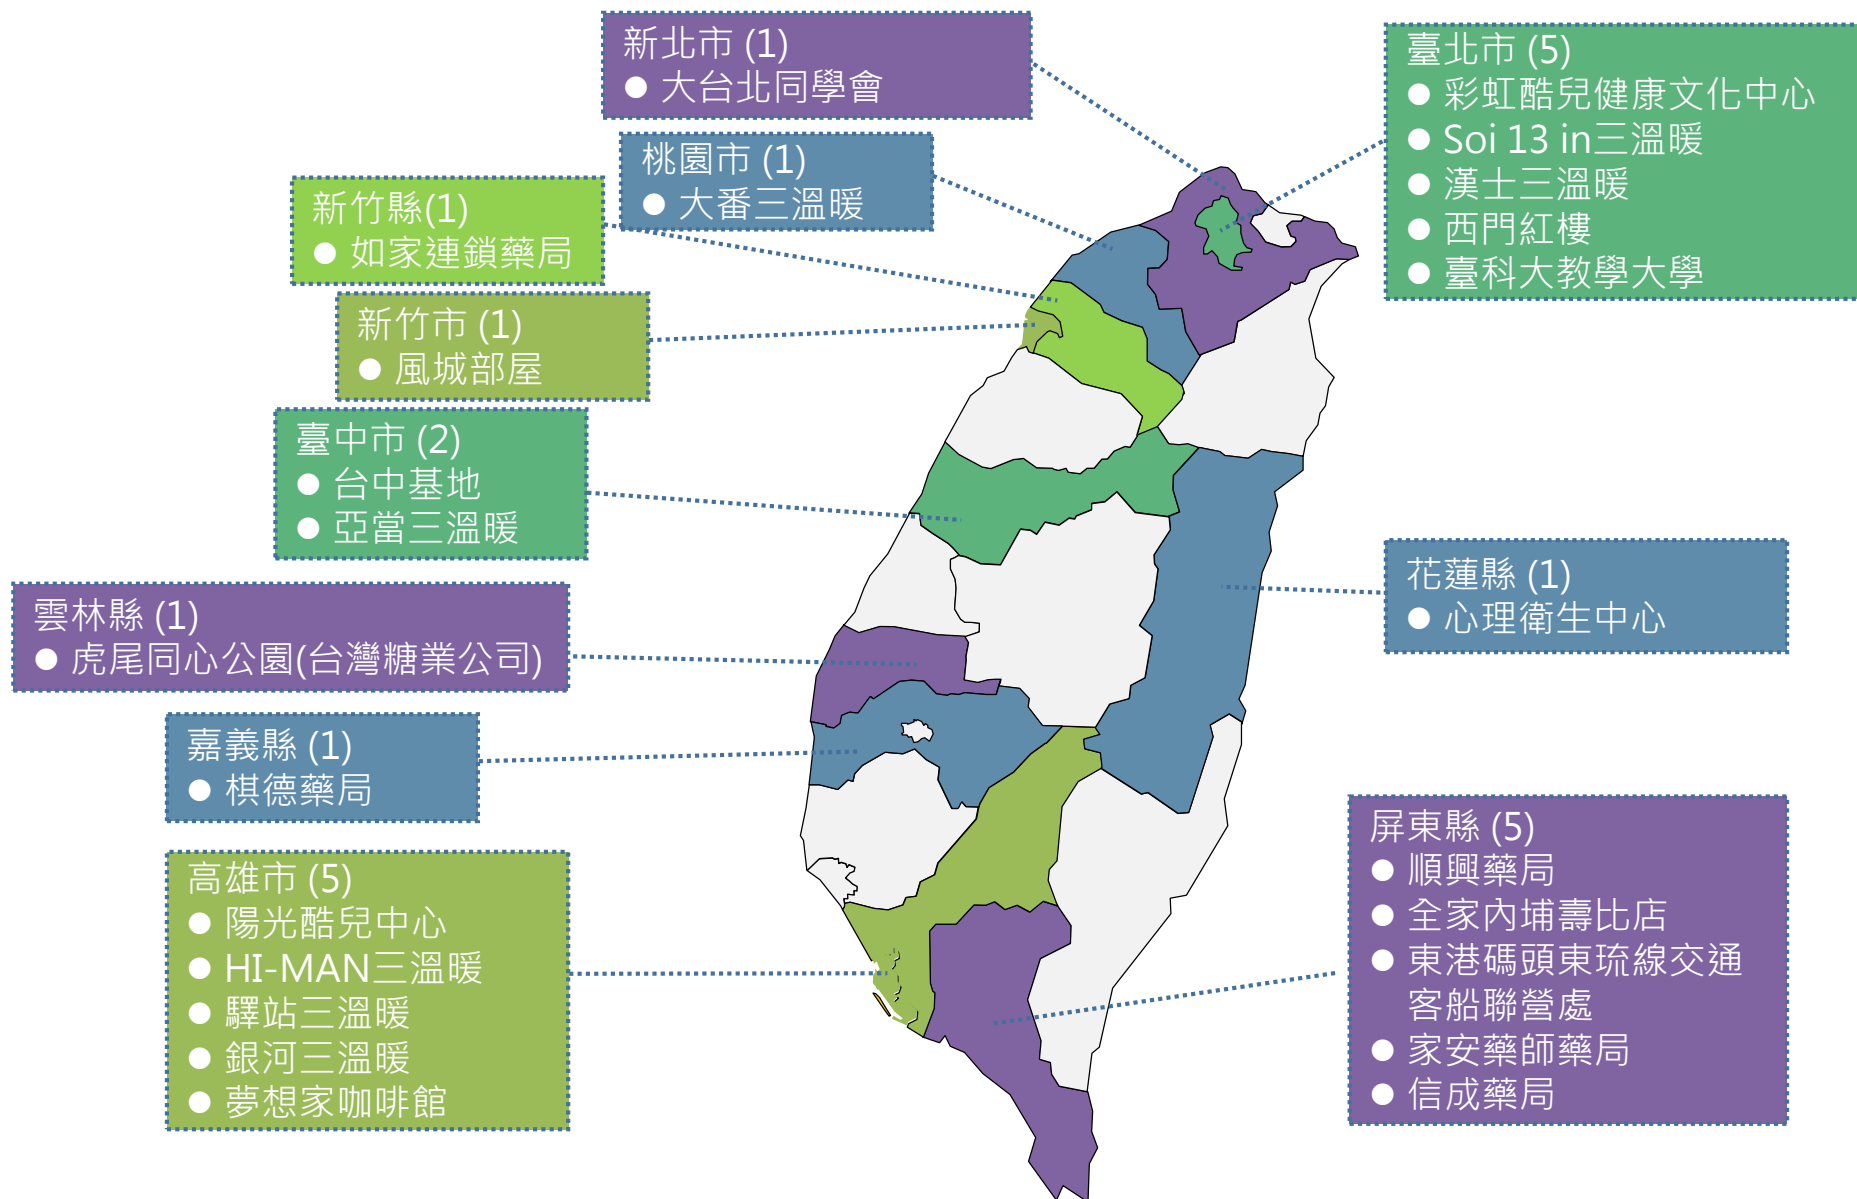 新北市 (1)
● 大台北同學會
臺北市 (5)
● 彩虹酷兒健康文化中心
● Soi 13 in三溫暖
● 漢士三溫暖
● 西門紅樓
● 臺科大教學大學
桃園市 (1)
● 大番三溫暖
新竹縣(1)
● 如家連鎖藥局
新竹市 (1)
● 風城部屋
臺中市 (2)
● 台中基地
● 亞當三溫暖
花蓮縣 (1)
● 心理衛生中心
雲林縣 (1)
● 虎尾同心公園(台灣糖業公司)
嘉義縣 (1)
● 棋德藥局
屏東縣 (5)
● 順興藥局
● 全家內埔壽比店
● 東港碼頭東琉線交通
客船聯營處
● 家安藥師藥局
● 信成藥局
高雄市 (5)
● 陽光酷兒中心
● HI-MAN三溫暖
● 驛站三溫暖
● 銀河三溫暖
● 夢想家咖啡館